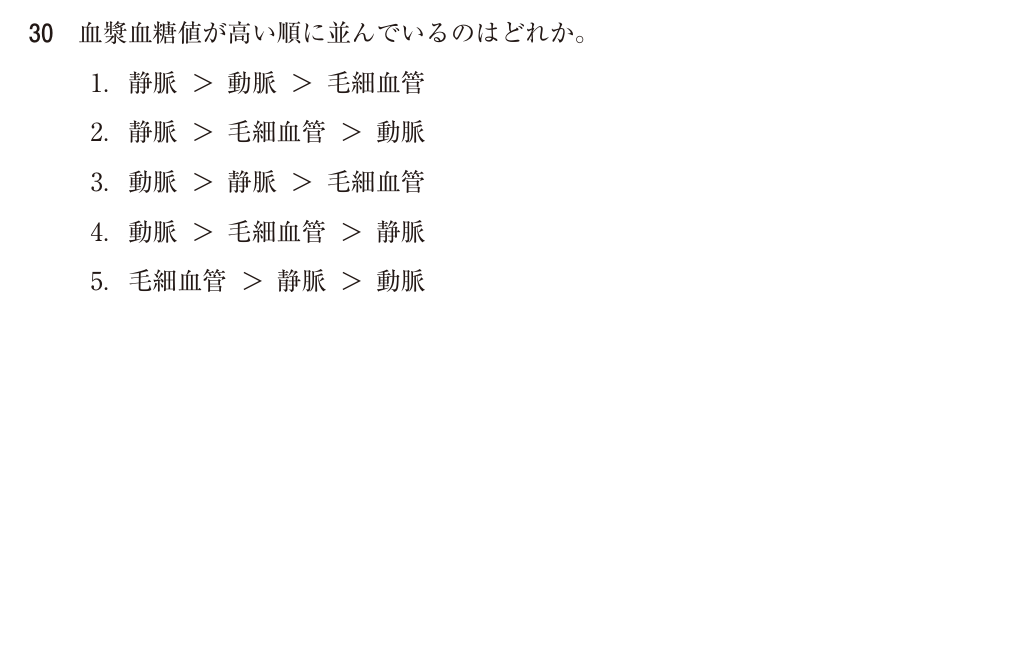 30 血漿血糖値が高い順に並んでいるのはどれか。
1. 静脈 ＞ 動脈 ＞ 毛細血管
2. 静脈 ＞ 毛細血管 ＞ 動脈
3. 動脈 ＞ 静脈 ＞ 毛細血管
4. 動脈 ＞ 毛細血管 ＞ 静脈
5. 毛細血管 ＞ 静脈 ＞ 動脈